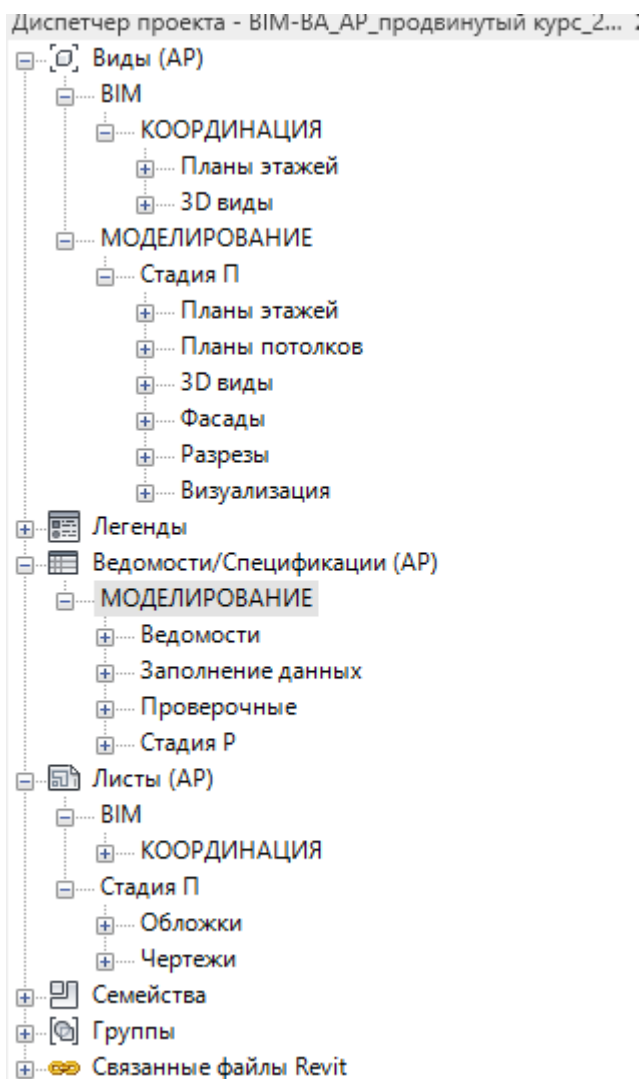 Диспетчер проекта - BIM-BA_АР_продвинутый курс_2...
Виды (АР)
BIM
КООРДИНАЦИЯ
Планы этажей
3D виды
МОДЕЛИРОВАНИЕ
Стадия П
Планы этажей
Планы потолков
3D виды
Фасады
Разрезы
Визуализация
Легенды
Ведомости/Спецификации (АР)
МОДЕЛИРОВАНИЕ
Ведомости
Заполнение данных
Проверочные
Стадия Р
Листы (АР)
BIM
КООРДИНАЦИЯ
Стадия П
Обложки
Чертежи
Семейства
Группы
Связанные файлы Revit